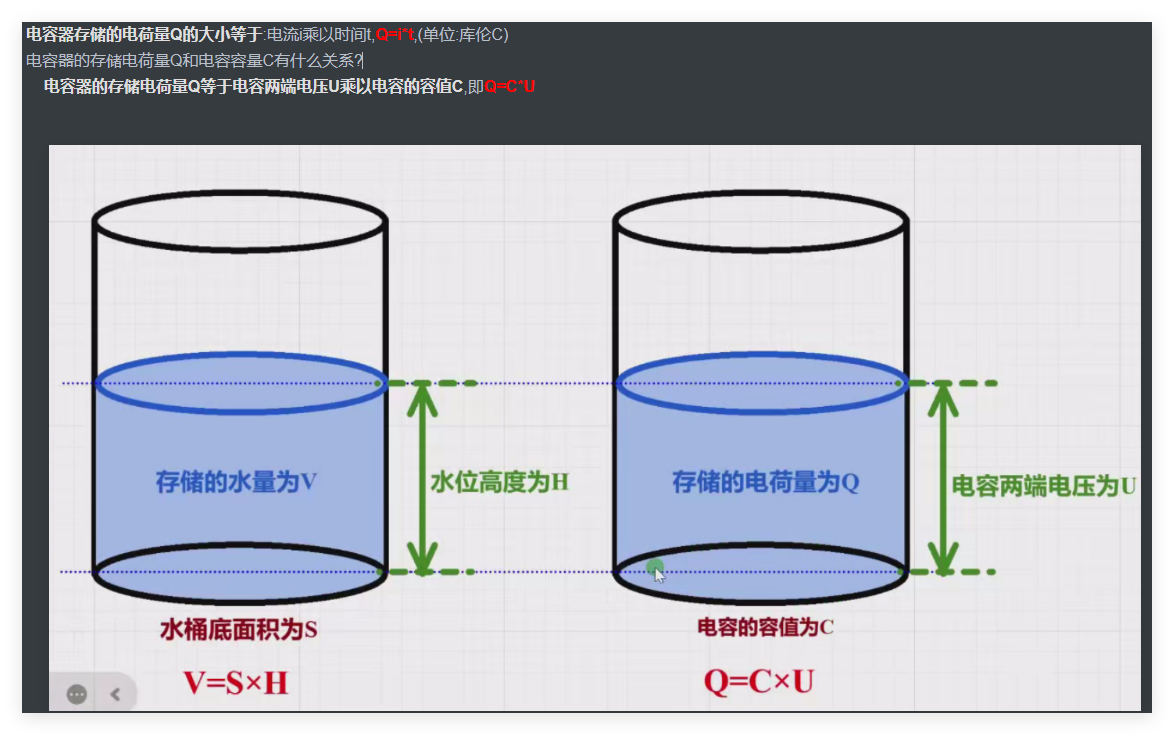 电容器存储的电荷量Q的大小等于:电流i乘以时间t,Q=i*t,(单位:库伦C)
电容器的存储电荷量Q和电容容量C有什么关系?
电容器的存储电荷量Q等于电容两端电压U乘以电容的容值C,即Q=C*U
存储的水量为V
水位高度为H
存储的电荷量为Q
电容两端电压为U
水桶底面积为S
电容的容值为C
V=S×H
Q=C×U